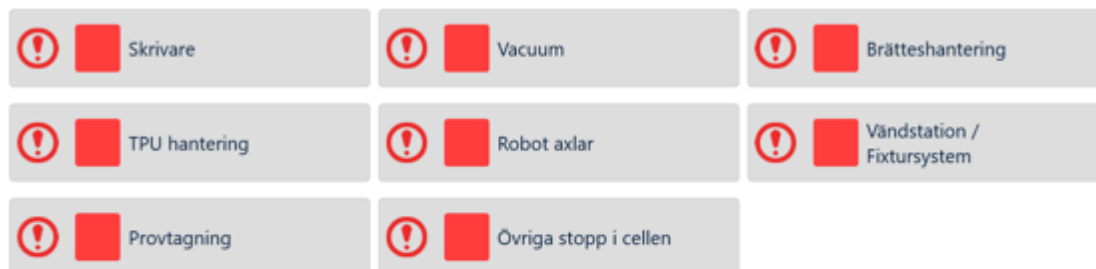 Skrivare
Vacuum
Brätteshantering
TPU hantering
Robot axlar
Vändstation /
Fixtursystem
Provtagning
Övriga stopp i cellen